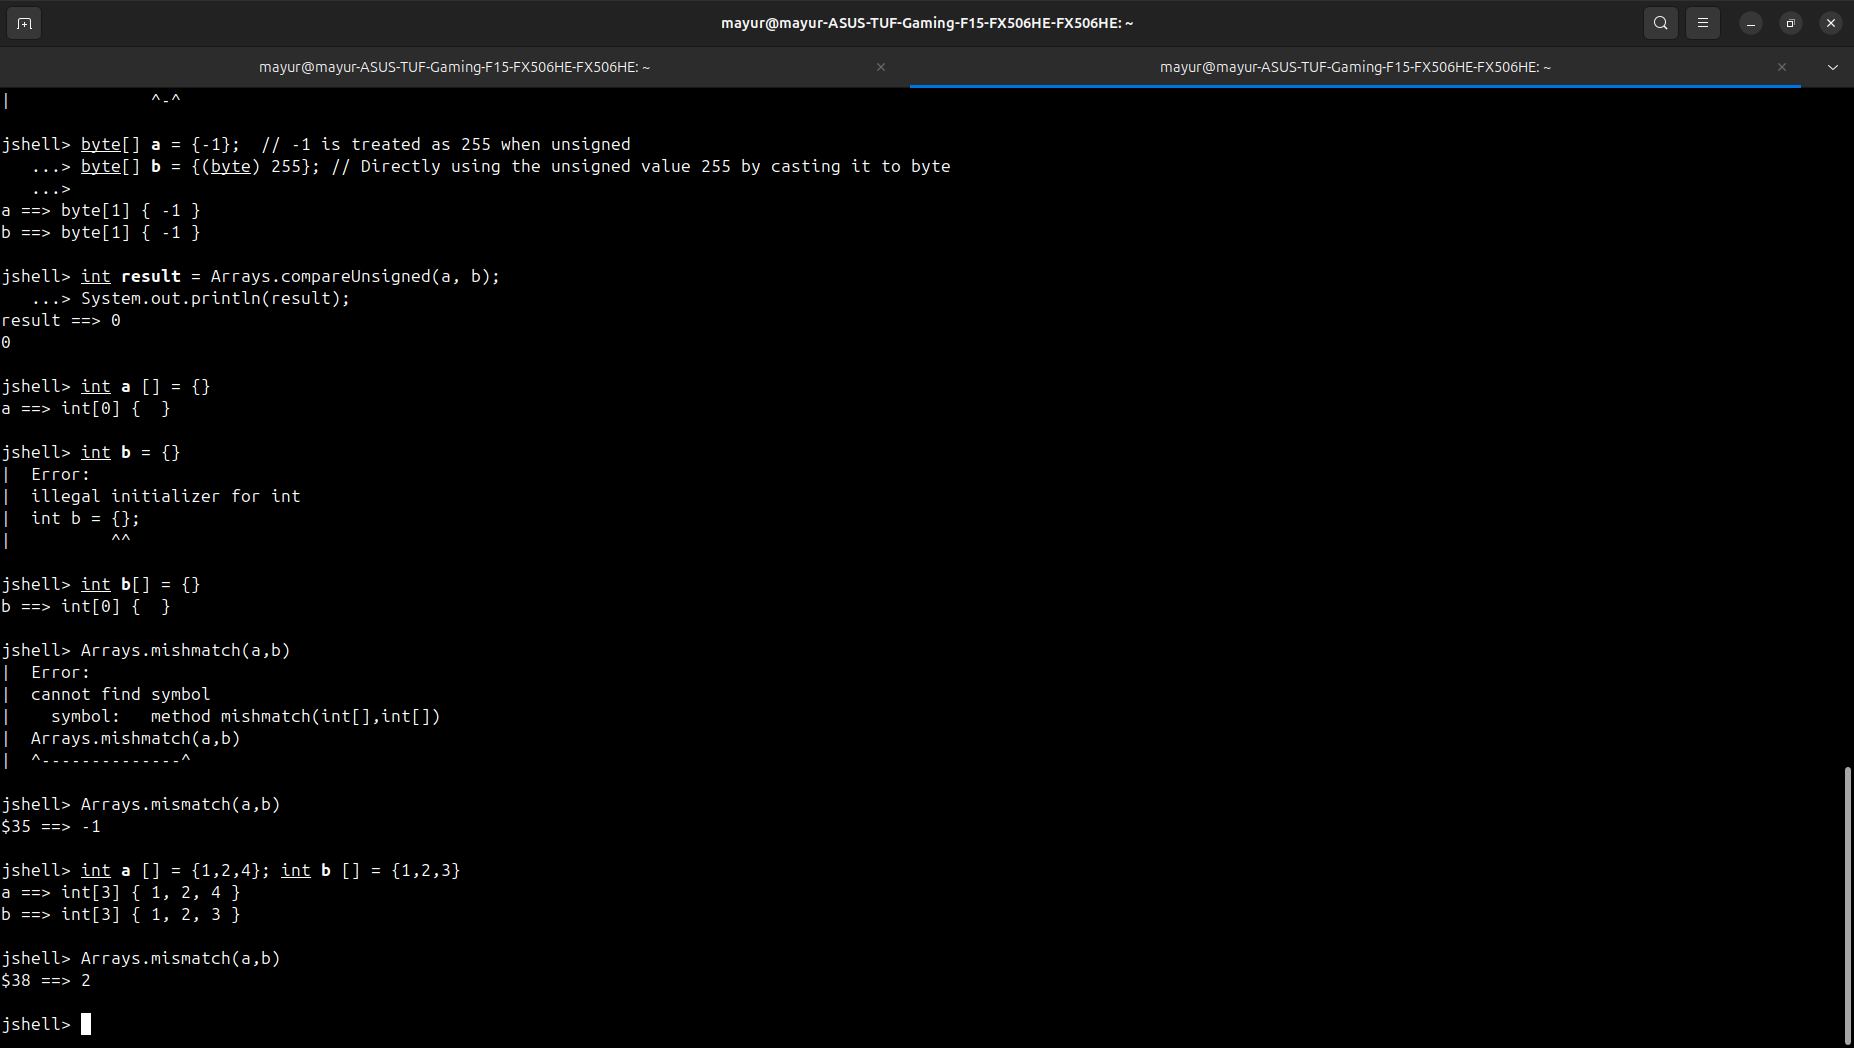 mayur@mayur-ASUS-TUF-Gaming-F15-FX506HE-FX506HE: ~
mayur@mayur-ASUS-TUF-Gaming-F15-FX506HE-FX506HE: ~
mayur@mayur-ASUS-TUF-Gaming-F15-FX506HE-FX506HE: ~
|              ^-^
jshell> byte[] a = {-1};  // -1 is treated as 255 when unsigned
   ...> byte[] b = {(byte) 255}; // Directly using the unsigned value 255 by casting it to byte
   ...>
a ==> byte[1] { -1 }
b ==> byte[1] { -1 }
jshell> int result = Arrays.compareUnsigned(a, b);
   ...> System.out.println(result);
result ==> 0
0
jshell> int a [] = {}
a ==> int[0] {  }
jshell> int b = {}
|  Error:
|  illegal initializer for int
|  int b = {};
|          ^^
jshell> int b[] = {}
b ==> int[0] {  }
jshell> Arrays.mishmatch(a,b)
|  Error:
|  cannot find symbol
|    symbol:   method mishmatch(int[],int[])
|  Arrays.mishmatch(a,b)
|  ^--------------^
jshell> Arrays.mismatch(a,b)
$35 ==> -1
jshell> int a [] = {1,2,4}; int b [] = {1,2,3}
a ==> int[3] { 1, 2, 4 }
b ==> int[3] { 1, 2, 3 }
jshell> Arrays.mismatch(a,b)
$38 ==> 2
jshell>